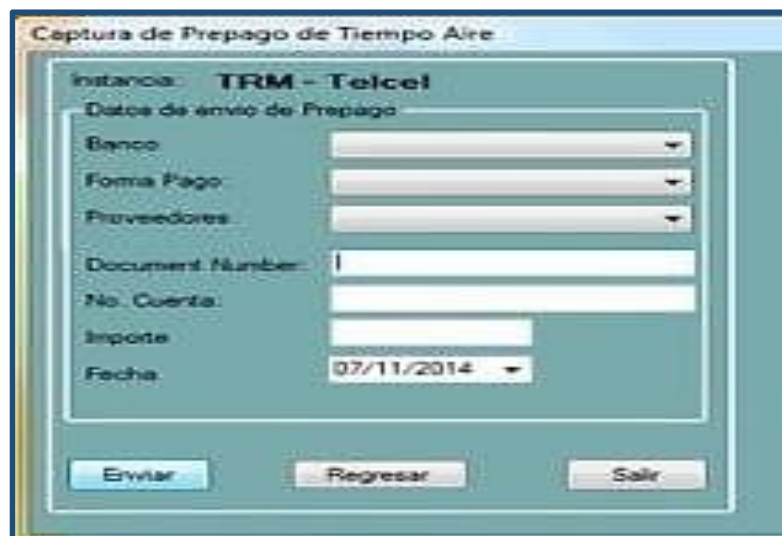 Captura de Prepago de Tiempo Aire
Instancia: TRM - Telcel
Datos de envio de Prepago
Banco
Forma Pago
Proveedores
Document Number:
No. Cuenta:
Importe
Fecha 07/11/2014
Enviar Regresar Salir